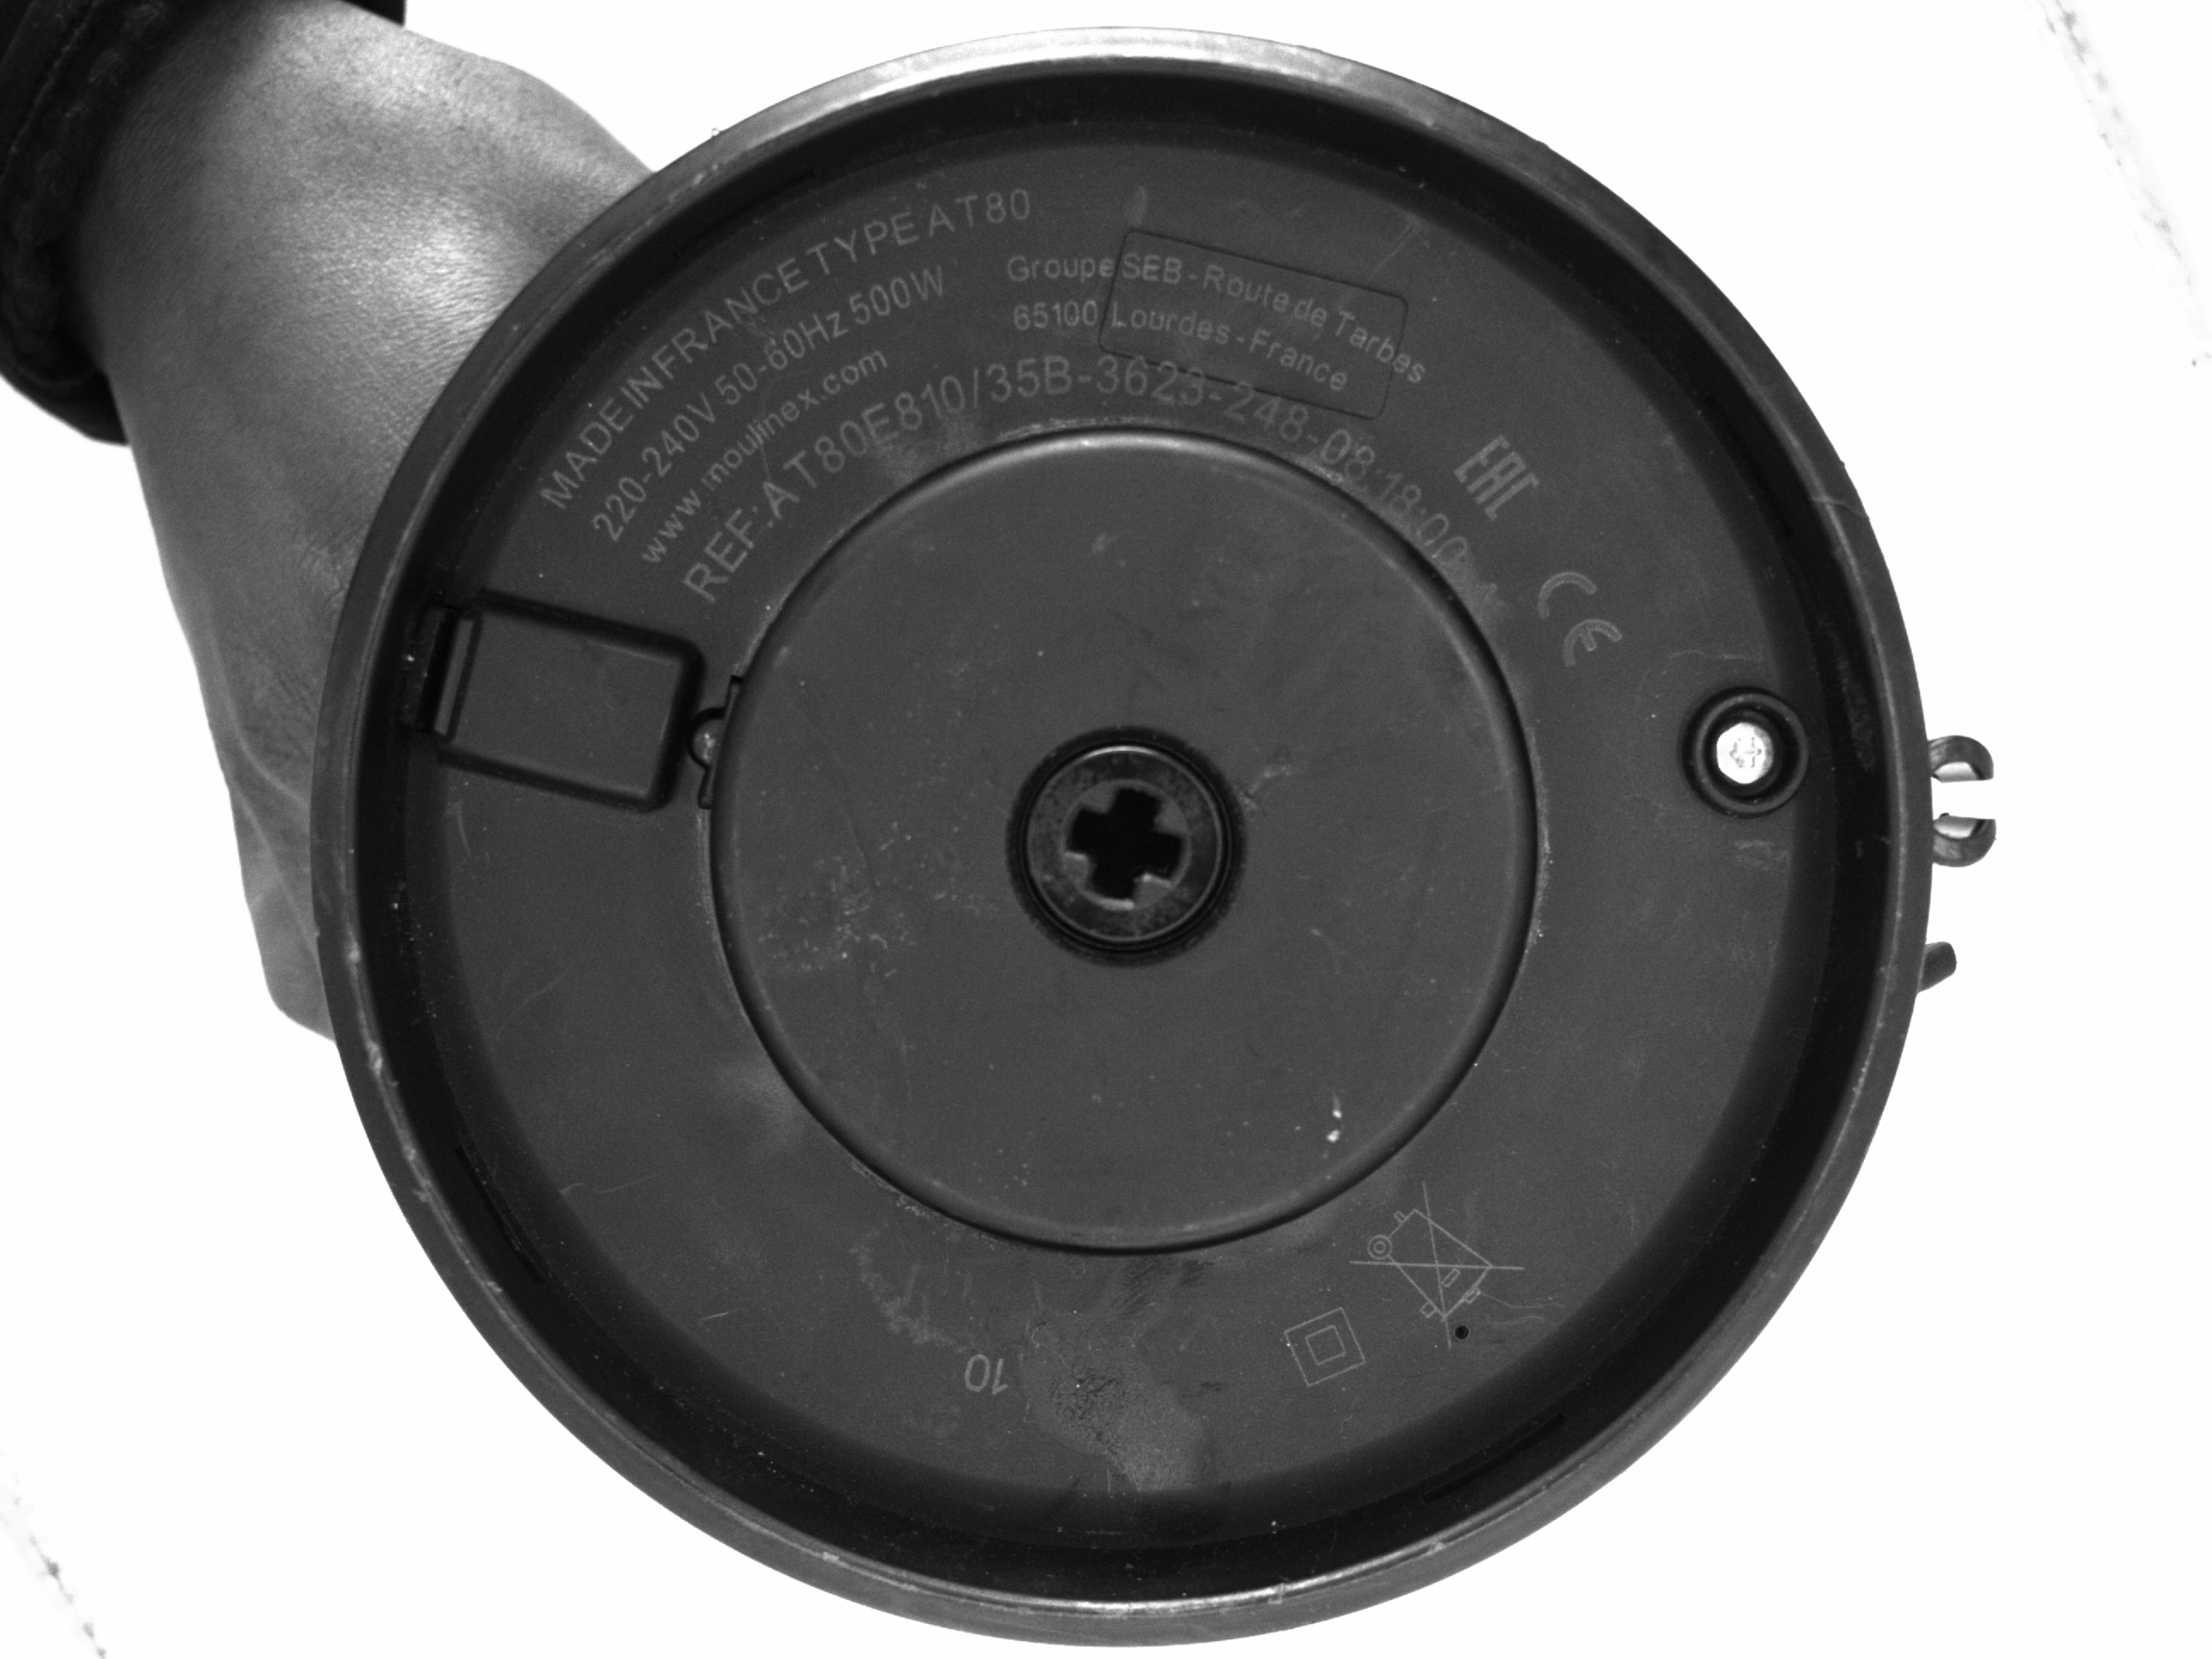 MADE IN FRANCE TYPE AT80
220-240V 50-60Hz 500W
www.moulinex.com
REF: AT80E810/35B-3623-248-08:18:00
Groupe SEB - Route de Tarbes
65100 Lourdes - France
EAC
CE
10